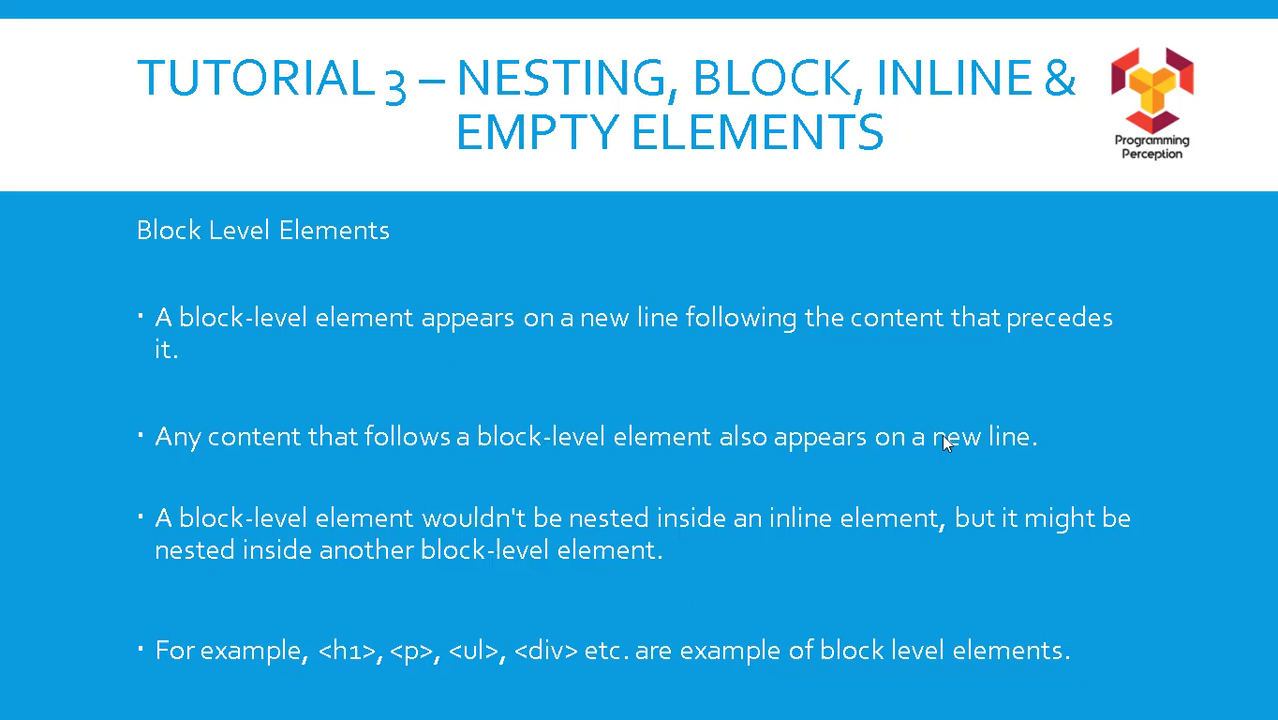 TUTORIAL 3 – NESTING, BLOCK, INLINE &
EMPTY ELEMENTS
Programming
Perception
Block Level Elements
▪ A block-level element appears on a new line following the content that precedes
it.
▪ Any content that follows a block-level element also appears on a new line.
▪ A block-level element wouldn't be nested inside an inline element, but it might be
nested inside another block-level element.
▪ For example, <h1>, <p>, <ul>, <div> etc. are example of block level elements.